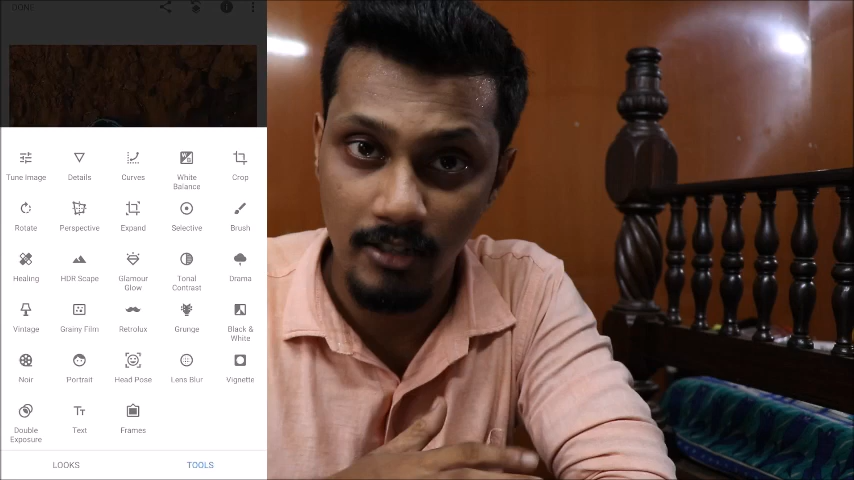 DONE
Tune Image Details Curves White Balance Crop
Rotate Perspective Expand Selective Brush
Healing HDR Scape Glamour Glow Tonal Contrast Drama
Vintage Grainy Film Retrolux Grunge Black & White
Noir Portrait Head Pose Lens Blur Vignette
Double Exposure Text Frames
LOOKS TOOLS